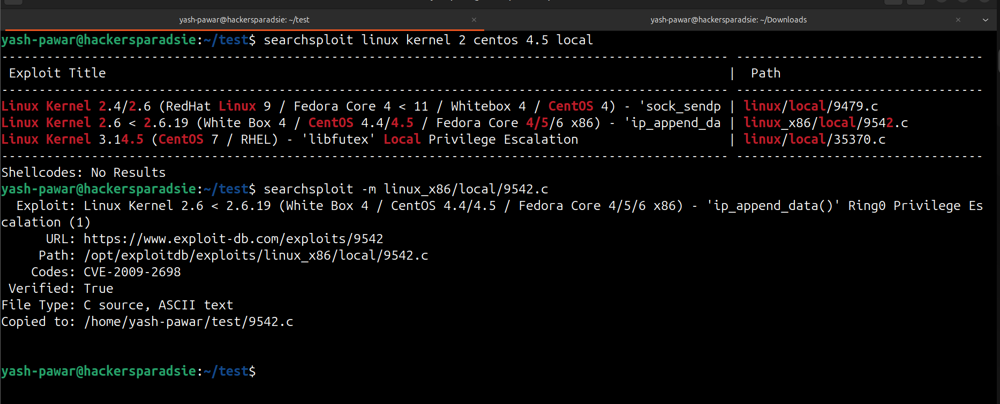 yash-pawar@hackersparadsie: ~/test × yash-pawar@hackersparadsie: ~/Downloads ×
yash-pawar@hackersparadsie:~/test$ searchsploit linux kernel 2 centos 4.5 local
------------------------------------------------------------------------------------------------- ---------------------------------
Exploit Title | Path
------------------------------------------------------------------------------------------------- ---------------------------------
Linux Kernel 2.4/2.6 (RedHat Linux 9 / Fedora Core 4 < 11 / Whitebox 4 / CentOS 4) - 'sock_sendp | linux/local/9479.c
Linux Kernel 2.6 < 2.6.19 (White Box 4 / CentOS 4.4/4.5 / Fedora Core 4/5/6 x86) - 'ip_append_da | linux_x86/local/9542.c
Linux Kernel 3.14.5 (CentOS 7 / RHEL) - 'libfutex' Local Privilege Escalation | linux/local/35370.c
------------------------------------------------------------------------------------------------- ---------------------------------
Shellcodes: No Results
yash-pawar@hackersparadsie:~/test$ searchsploit -m linux_x86/local/9542.c
Exploit: Linux Kernel 2.6 < 2.6.19 (White Box 4 / CentOS 4.4/4.5 / Fedora Core 4/5/6 x86) - 'ip_append_data()' Ring0 Privilege Es
calation (1)
URL: https://www.exploit-db.com/exploits/9542
Path: /opt/exploitdb/exploits/linux_x86/local/9542.c
Codes: CVE-2009-2698
Verified: True
File Type: C source, ASCII text
Copied to: /home/yash-pawar/test/9542.c
yash-pawar@hackersparadsie:~/test$